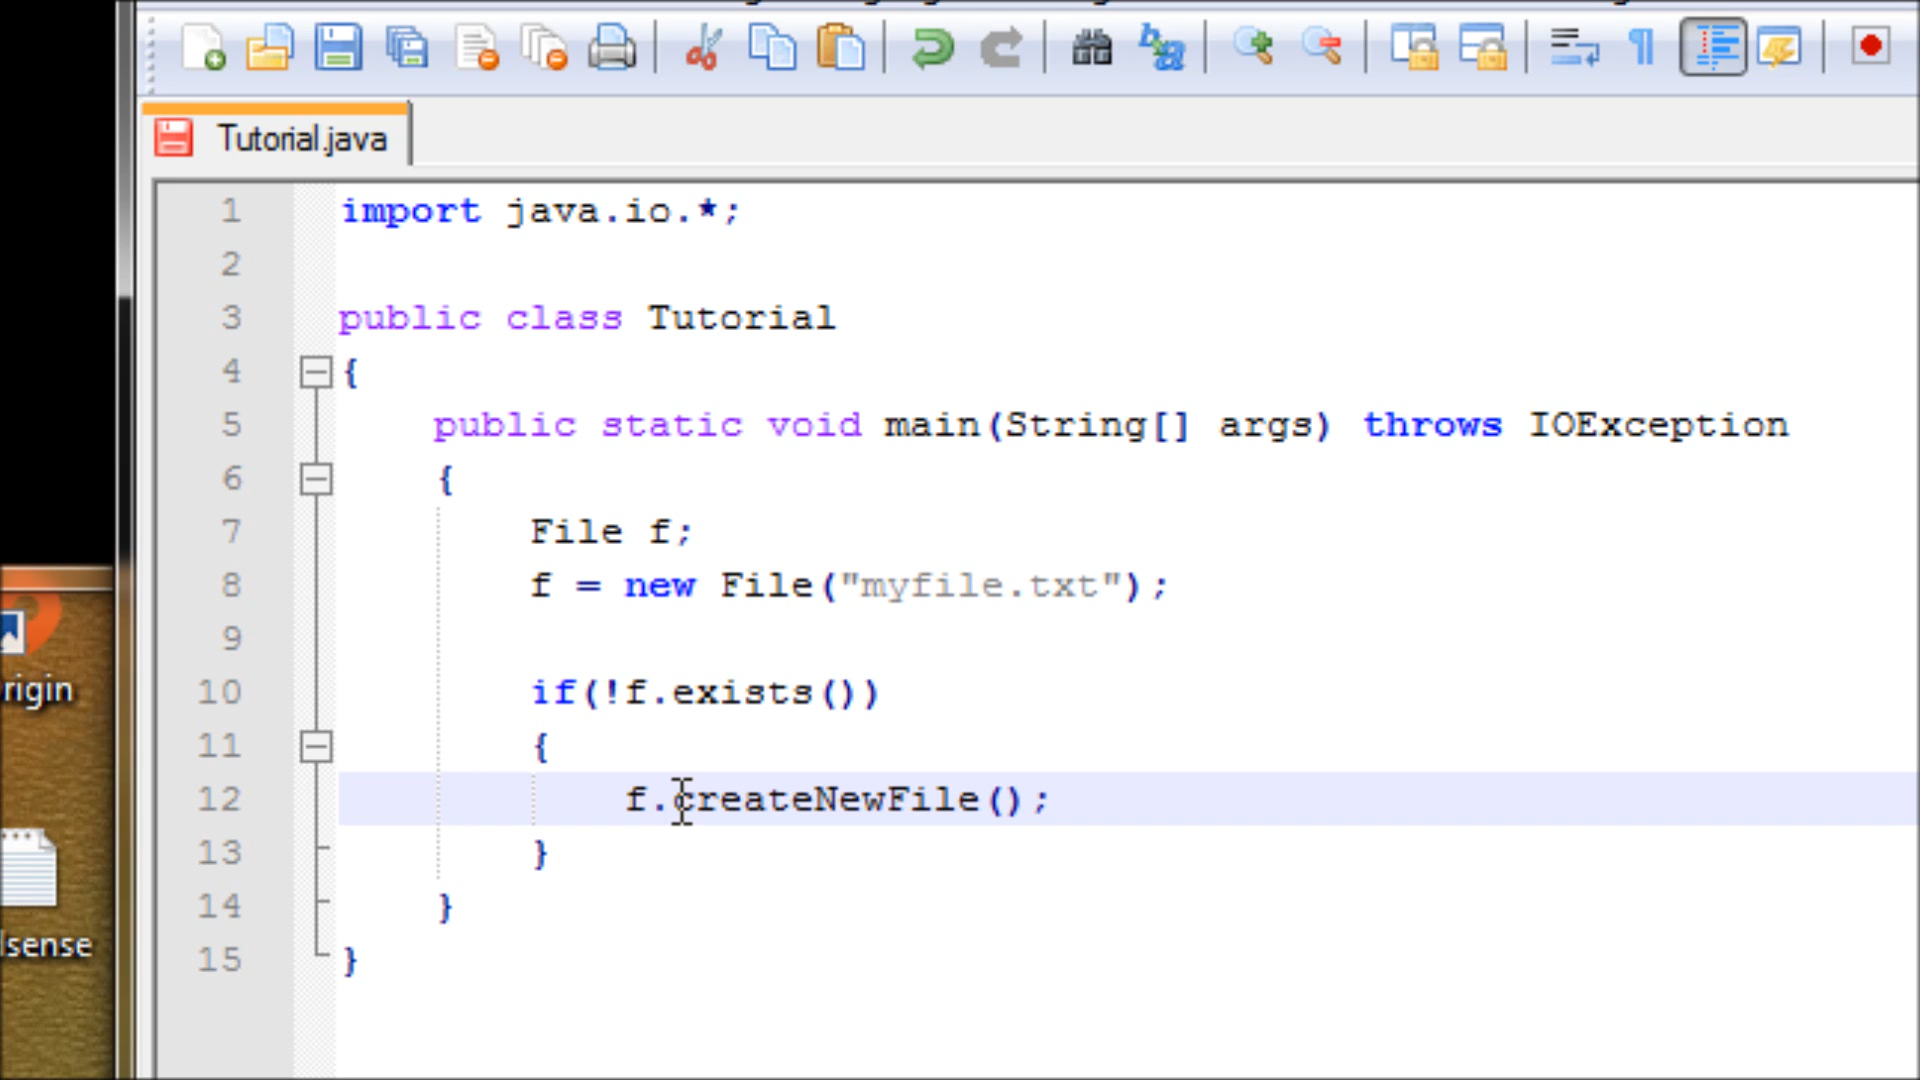 Tutorial.java
1 import java.io.*;
2
3 public class Tutorial
4 {
5 public static void main(String[] args) throws IOException
6 {
7 File f;
8 f = new File("myfile.txt");
9
10 if(!f.exists())
11 {
12 f.createNewFile();
13 }
14 }
15 }
rigin
lsense